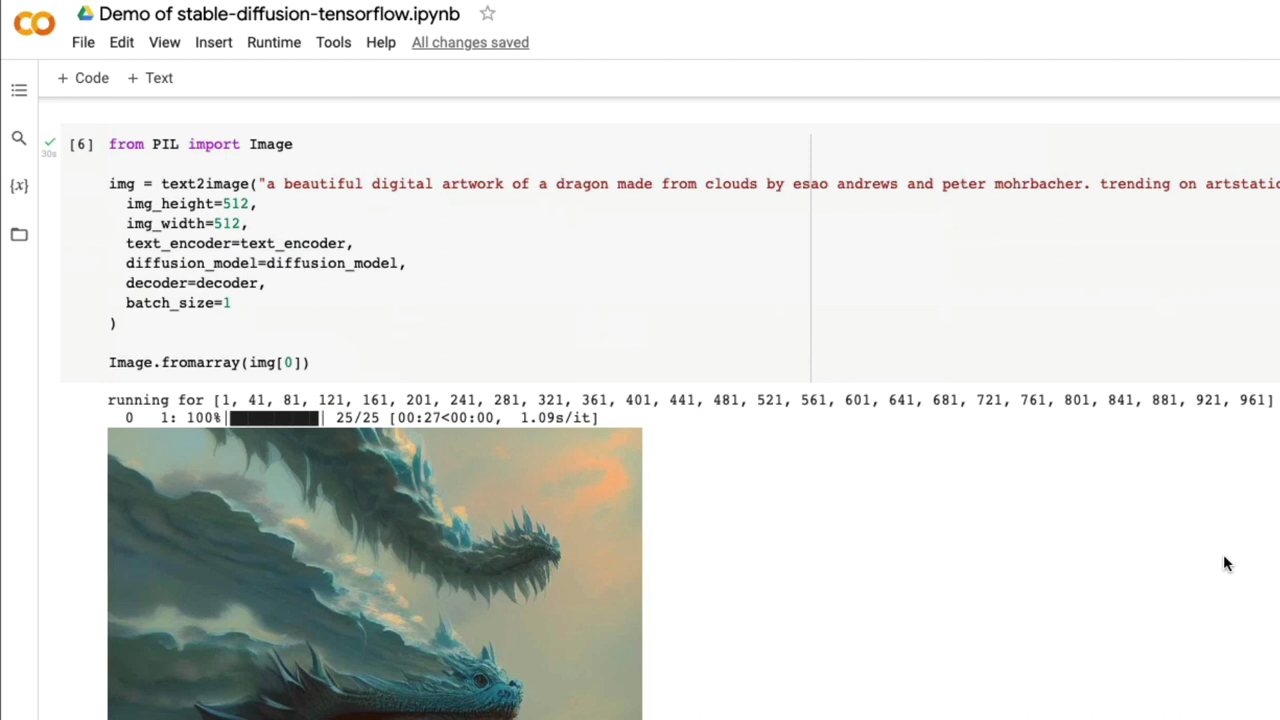 Demo of stable-diffusion-tensorflow.ipynb
File Edit View Insert Runtime Tools Help All changes saved
+ Code + Text
[6] from PIL import Image
30s
img = text2image("a beautiful digital artwork of a dragon made from clouds by esao andrews and peter mohrbacher. trending on artstatio
img_height=512,
img_width=512,
text_encoder=text_encoder,
diffusion_model=diffusion_model,
decoder=decoder,
batch_size=1
)
Image.fromarray(img[0])
running for [1, 41, 81, 121, 161, 201, 241, 281, 321, 361, 401, 441, 481, 521, 561, 601, 641, 681, 721, 761, 801, 841, 881, 921, 961]
0 1: 100%|██████████| 25/25 [00:27<00:00, 1.09s/it]
{x}